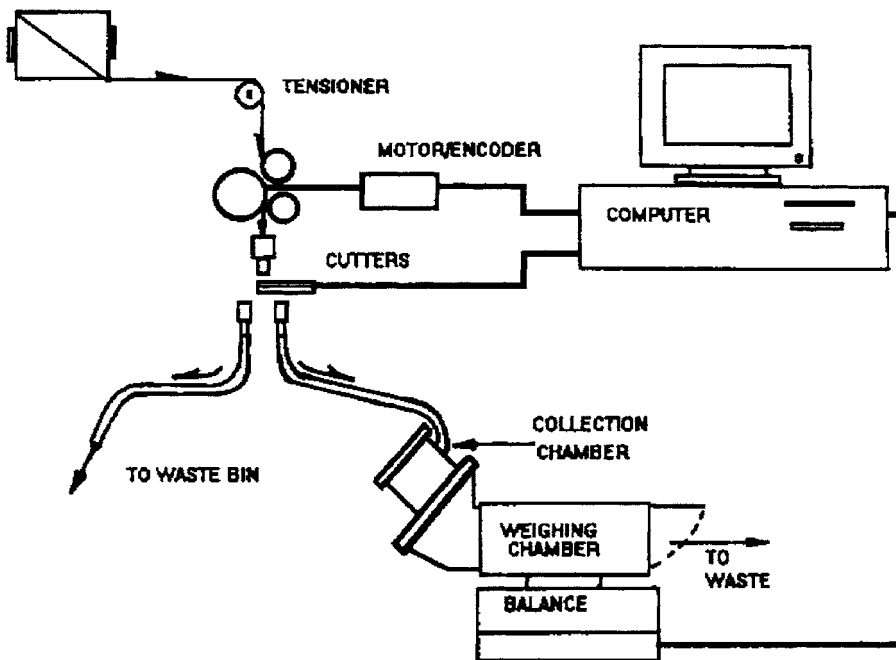 TENSIONER
MOTOR/ENCODER
COMPUTER
CUTTERS
COLLECTION
CHAMBER
TO WASTE BIN
WEIGHING
CHAMBER
TO
WASTE
BALANCE